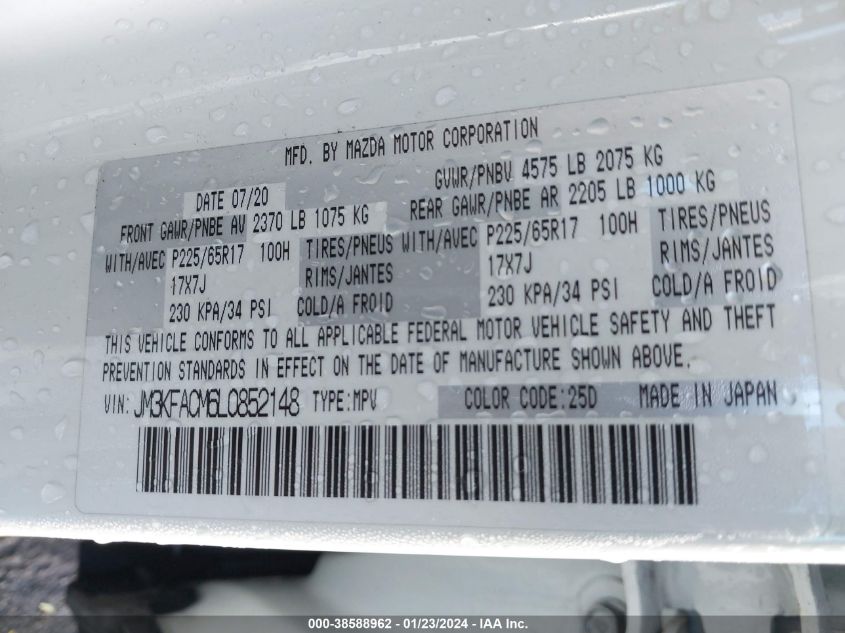 MFD. BY MAZDA MOTOR CORPORATION
DATE 07/20 GVWR/PNBV 4575 LB 2075 KG
FRONT GAWR/PNBE AV 2370 LB 1075 KG REAR GAWR/PNBE AR 2205 LB 1000 KG
WITH/AVEC P225/65R17 100H TIRES/PNEUS WITH/AVEC P225/65R17 100H TIRES/PNEUS
17X7J RIMS/JANTES 17X7J RIMS/JANTES
230 KPA/34 PSI COLD/A FROID 230 KPA/34 PSI COLD/A FROID
THIS VEHICLE CONFORMS TO ALL APPLICABLE FEDERAL MOTOR VEHICLE SAFETY AND THEFT
PREVENTION STANDARDS IN EFFECT ON THE DATE OF MANUFACTURE SHOWN ABOVE.
VIN: JM3KFACM6L0852148 TYPE:MPV COLOR CODE:25D MADE IN JAPAN
000-38588962 - 01/23/2024 - IAA Inc.